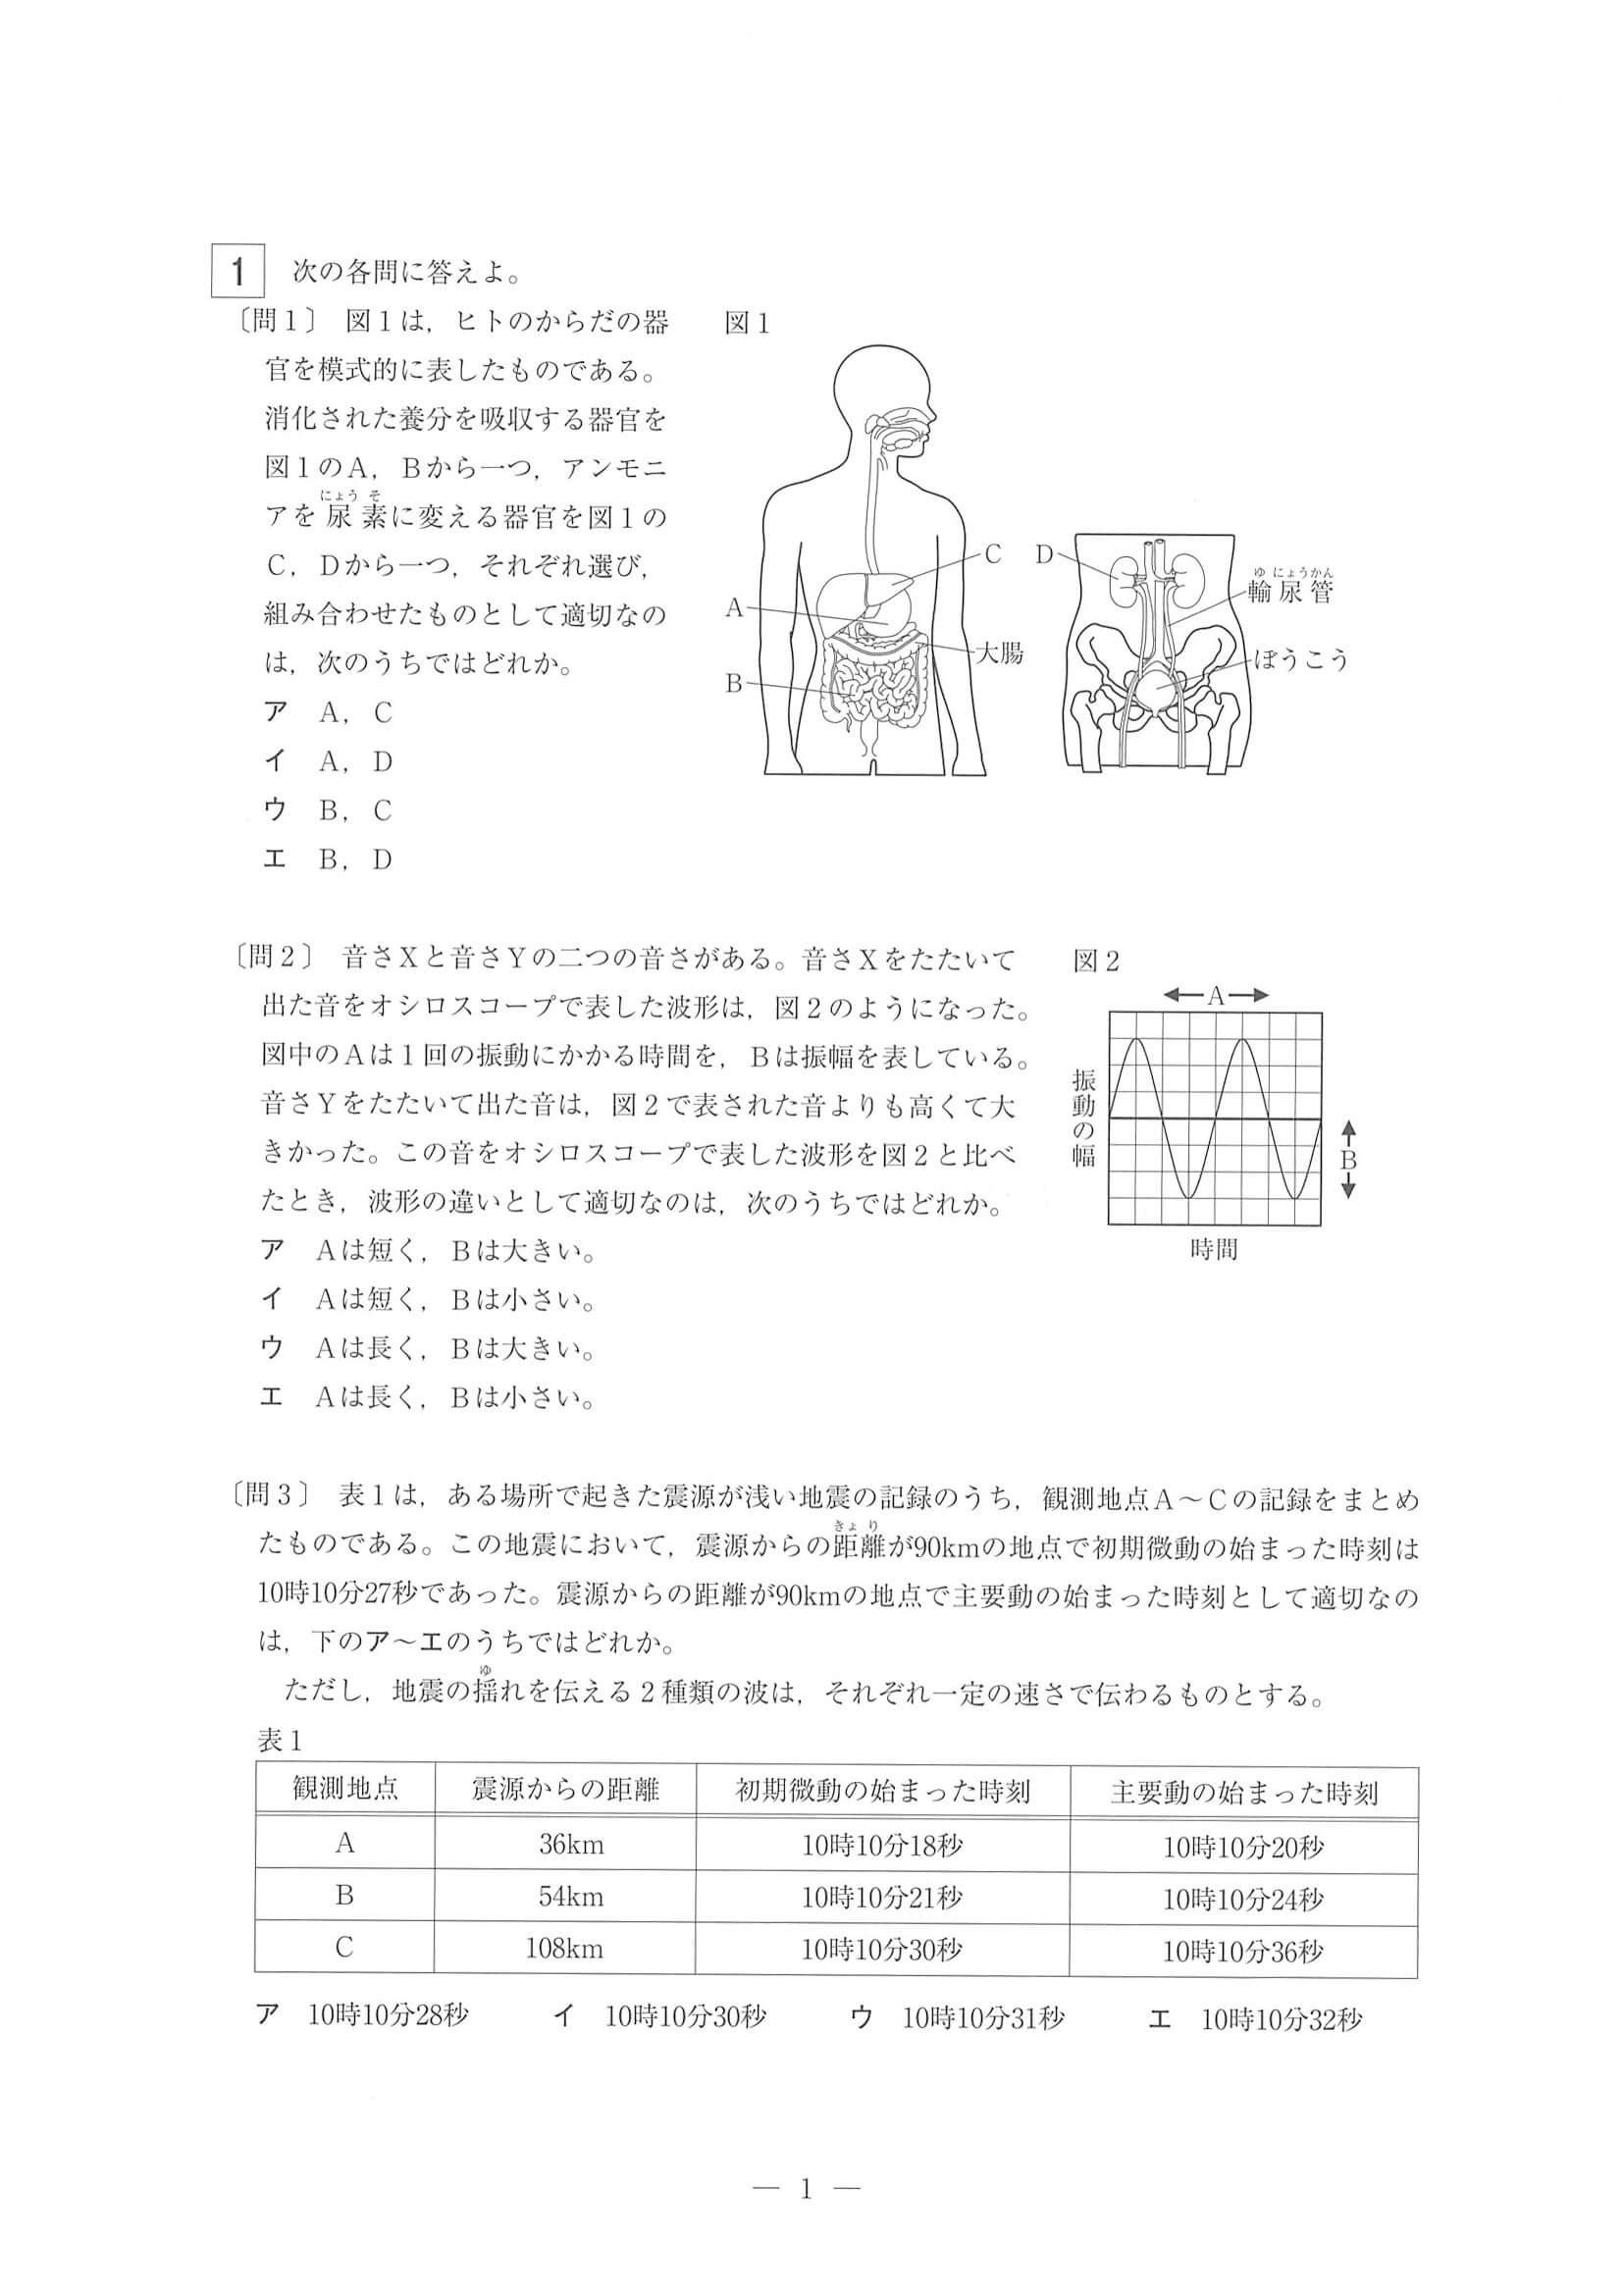 1 次の各問に答えよ。
〔問1〕 図1は，ヒトのからだの器
官を模式的に表したものである。
消化された養分を吸収する器官を
図1のA，Bから一つ，アンモニ
にょう そ
アを尿素に変える器官を図1の
C，Dから一つ，それぞれ選び，
組み合わせたものとして適切なの
は，次のうちではどれか。
ア A，C
イ A，D
ウ B，C
エ B，D
図1
A
B
C
大腸
D
ゆ にょうかん
輸尿管
ぼうこう
〔問2〕 音さXと音さYの二つの音さがある。音さXをたたいて
出た音をオシロスコープで表した波形は，図2のようになった。
図中のAは1回の振動にかかる時間を，Bは振幅を表している。
音さYをたたいて出た音は，図2で表された音よりも高くて大
きかった。この音をオシロスコープで表した波形を図2と比べ
たとき，波形の違いとして適切なのは，次のうちではどれか。
ア Aは短く，Bは大きい。
イ Aは短く，Bは小さい。
ウ Aは長く，Bは大きい。
エ Aは長く，Bは小さい。
図2
A
振動の幅
B
時間
〔問3〕 表1は，ある場所で起きた震源が浅い地震の記録のうち，観測地点A～Cの記録をまとめ
きょ り
たものである。この地震において，震源からの距離が90kmの地点で初期微動の始まった時刻は
10時10分27秒であった。震源からの距離が90kmの地点で主要動の始まった時刻として適切なの
は，下のア～エのうちではどれか。
ゆ
ただし，地震の揺れを伝える2種類の波は，それぞれ一定の速さで伝わるものとする。
表1
観測地点 震源からの距離 初期微動の始まった時刻 主要動の始まった時刻
A 36km 10時10分18秒 10時10分20秒
B 54km 10時10分21秒 10時10分24秒
C 108km 10時10分30秒 10時10分36秒
ア 10時10分28秒 イ 10時10分30秒 ウ 10時10分31秒 エ 10時10分32秒
— 1 —